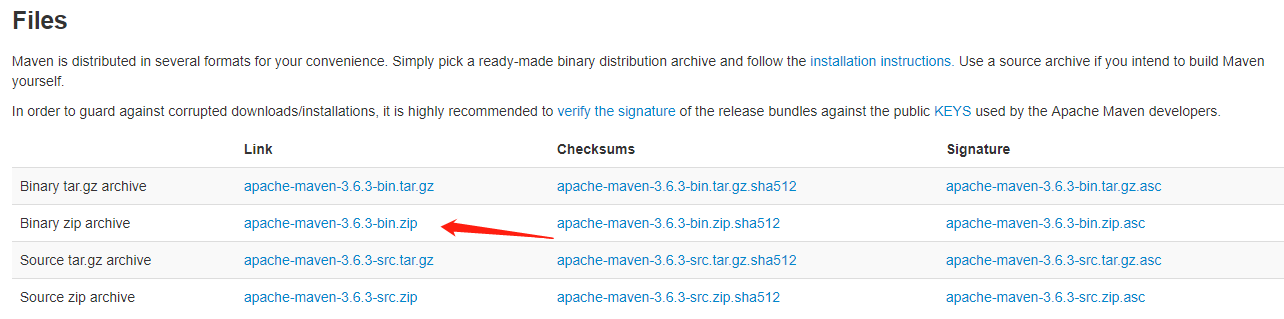 Files
Maven is distributed in several formats for your convenience. Simply pick a ready-made binary distribution archive and follow the installation instructions. Use a source archive if you intend to build Maven
yourself.
In order to guard against corrupted downloads/installations, it is highly recommended to verify the signature of the release bundles against the public KEYS used by the Apache Maven developers.
Link Checksums Signature
Binary tar.gz archive apache-maven-3.6.3-bin.tar.gz apache-maven-3.6.3-bin.tar.gz.sha512 apache-maven-3.6.3-bin.tar.gz.asc
Binary zip archive apache-maven-3.6.3-bin.zip apache-maven-3.6.3-bin.zip.sha512 apache-maven-3.6.3-bin.zip.asc
Source tar.gz archive apache-maven-3.6.3-src.tar.gz apache-maven-3.6.3-src.tar.gz.sha512 apache-maven-3.6.3-src.tar.gz.asc
Source zip archive apache-maven-3.6.3-src.zip apache-maven-3.6.3-src.zip.sha512 apache-maven-3.6.3-src.zip.asc